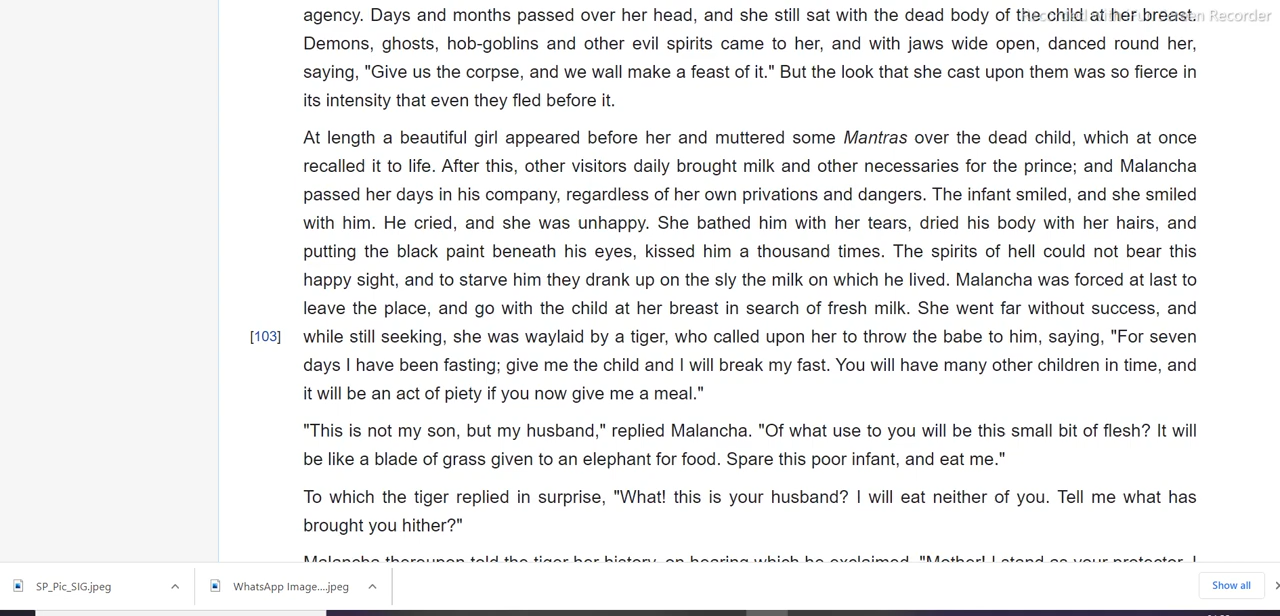 agency. Days and months passed over her head, and she still sat with the dead body of the child at her breast.
Demons, ghosts, hob-goblins and other evil spirits came to her, and with jaws wide open, danced round her,
saying, "Give us the corpse, and we wall make a feast of it." But the look that she cast upon them was so fierce in
its intensity that even they fled before it.
At length a beautiful girl appeared before her and muttered some Mantras over the dead child, which at once
recalled it to life. After this, other visitors daily brought milk and other necessaries for the prince; and Malancha
passed her days in his company, regardless of her own privations and dangers. The infant smiled, and she smiled
with him. He cried, and she was unhappy. She bathed him with her tears, dried his body with her hairs, and
putting the black paint beneath his eyes, kissed him a thousand times. The spirits of hell could not bear this
happy sight, and to starve him they drank up on the sly the milk on which he lived. Malancha was forced at last to
leave the place, and go with the child at her breast in search of fresh milk. She went far without success, and
[103] while still seeking, she was waylaid by a tiger, who called upon her to throw the babe to him, saying, "For seven
days I have been fasting; give me the child and I will break my fast. You will have many other children in time, and
it will be an act of piety if you now give me a meal."
"This is not my son, but my husband," replied Malancha. "Of what use to you will be this small bit of flesh? It will
be like a blade of grass given to an elephant for food. Spare this poor infant, and eat me."
To which the tiger replied in surprise, "What! this is your husband? I will eat neither of you. Tell me what has
brought you hither?"
Malancha thereupon told the tiger her history, on hearing which he exclaimed, "Mother! I stand as your protector. I
SP_Pic_SIG.jpeg
WhatsApp Image....jpeg
Show all